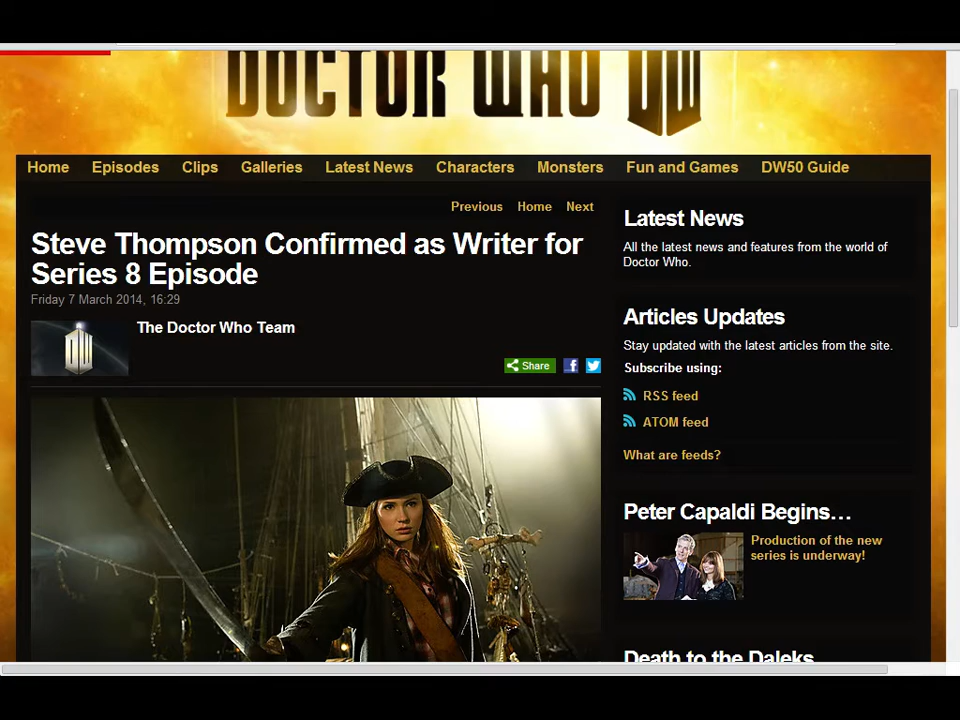 DOCTOR WHO DW
Home Episodes Clips Galleries Latest News Characters Monsters Fun and Games DW50 Guide
Previous Home Next
Steve Thompson Confirmed as Writer for
Series 8 Episode
Friday 7 March 2014, 16:29
DW
The Doctor Who Team
Share
Latest News
All the latest news and features from the world of
Doctor Who.
Articles Updates
Stay updated with the latest articles from the site.
Subscribe using:
RSS feed
ATOM feed
What are feeds?
Peter Capaldi Begins...
Production of the new
series is underway!
Death to the Daleks